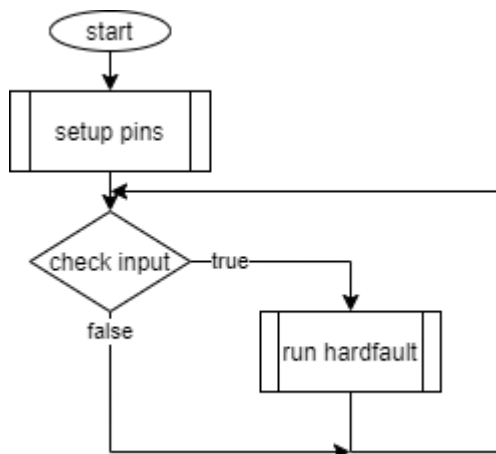 start
setup pins
check input
true
false
run hardfault